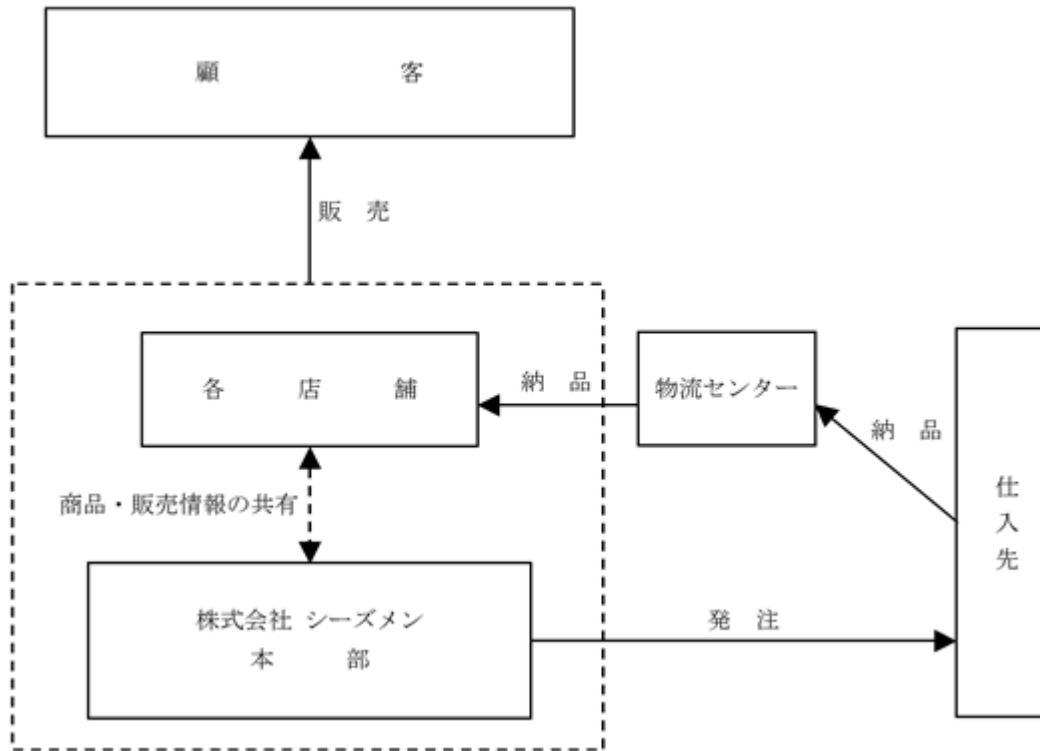 顧客
販売
各店舗
納品
物流センター
納品
仕入先
商品・販売情報の共有
株式会社 シーズメン
本部
発注